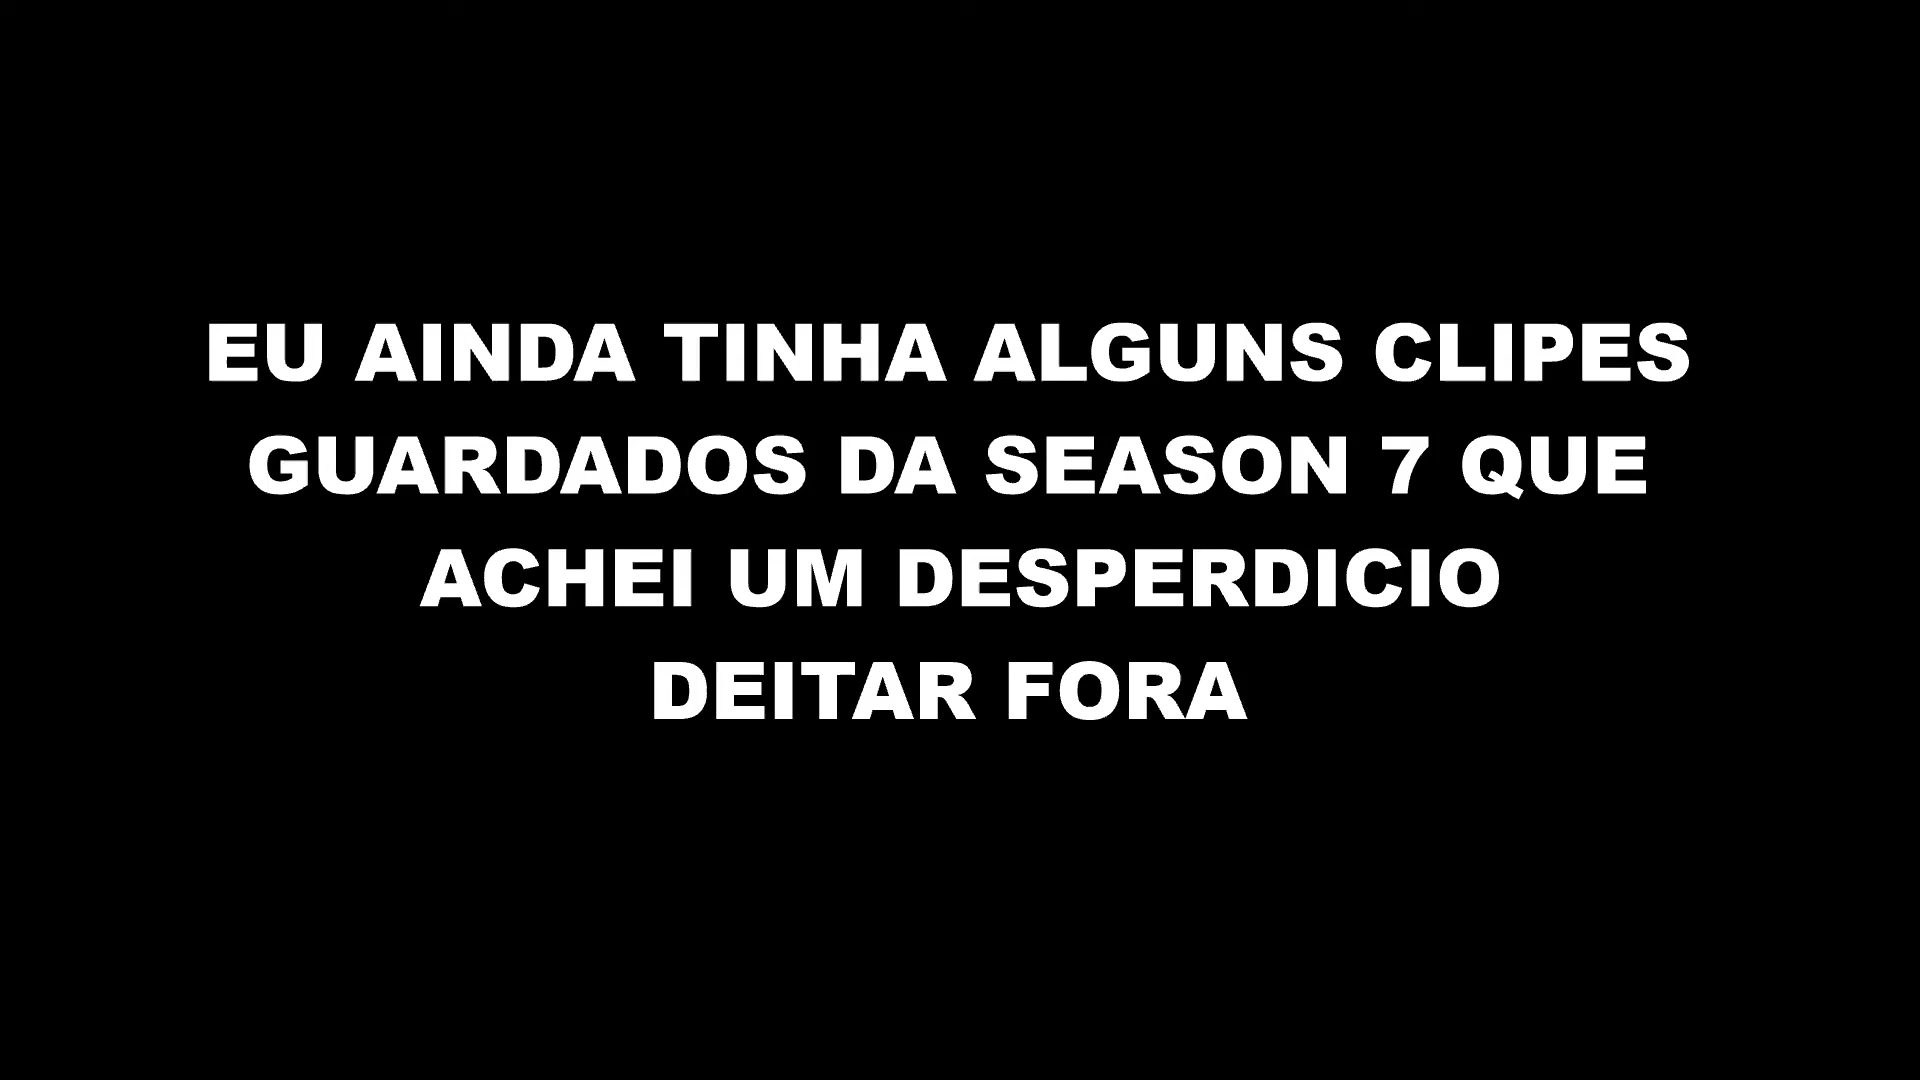 EU AINDA TINHA ALGUNS CLIPES
GUARDADOS DA SEASON 7 QUE
ACHEI UM DESPERDICIO
DEITAR FORA